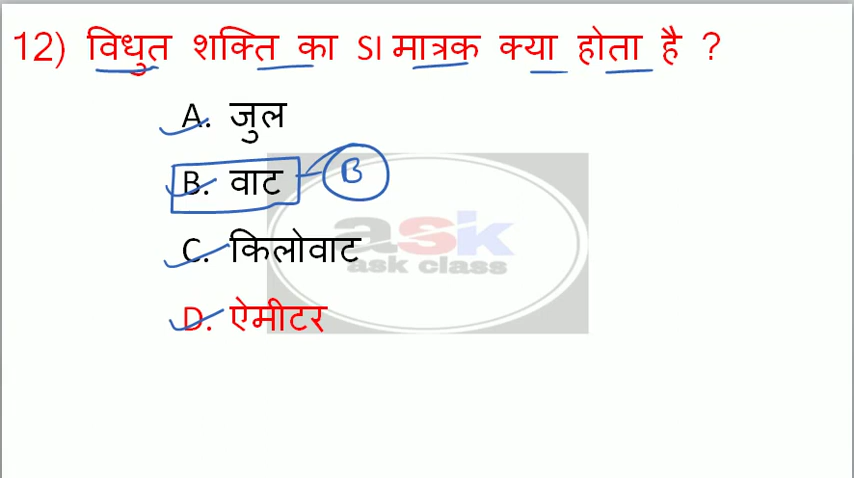 12) विधुत शक्ति का SI मात्रक क्या होता है ?
A. जुल
B. वाट
B
C. किलोवाट
D. ऐमीटर
ask
ask class